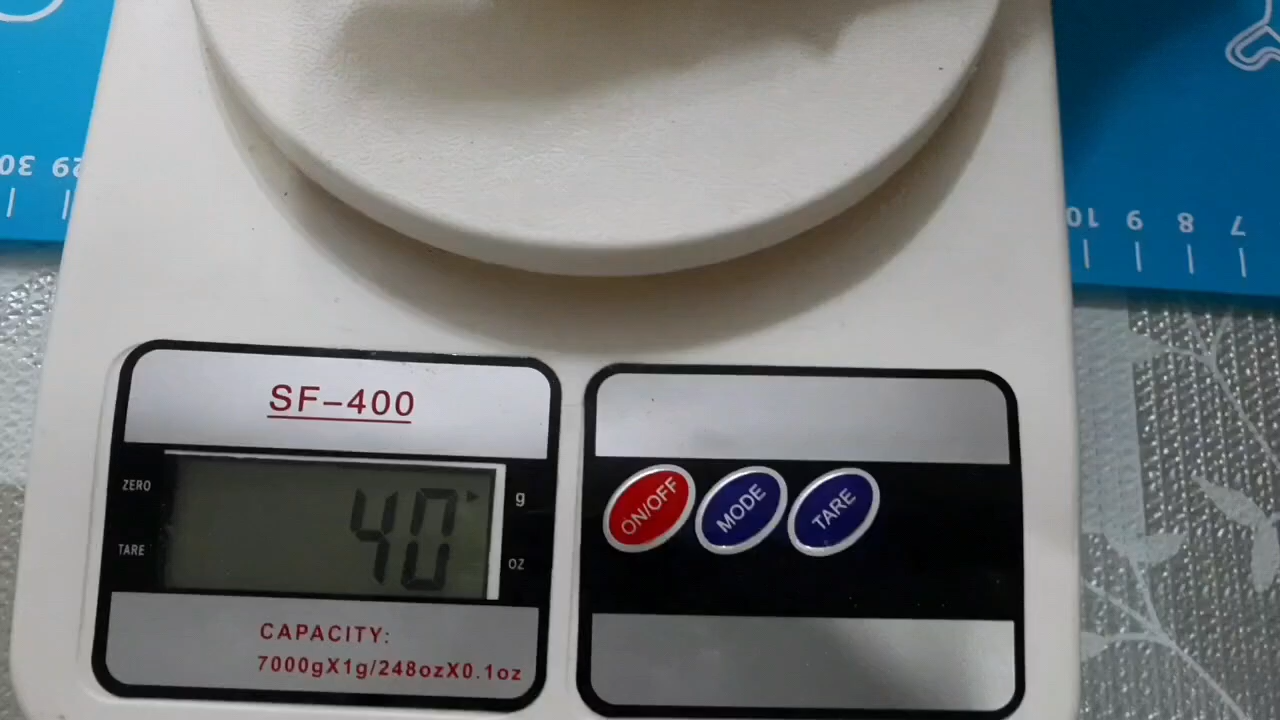 30 29
10 9 8 7
SF-400
ZERO
TARE
40
g
oz
CAPACITY:
7000gX1g/248ozX0.1oz
ON/OFF
MODE
TARE